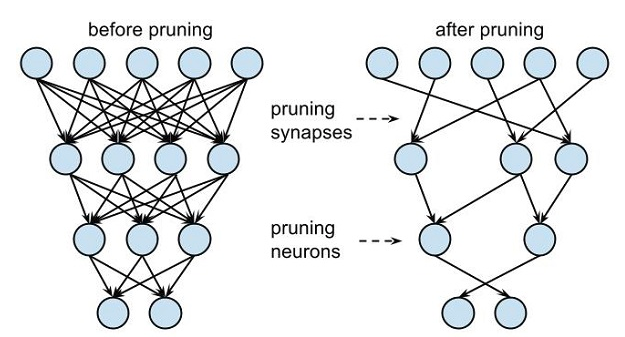 before pruning
after pruning
pruning
synapses
pruning
neurons